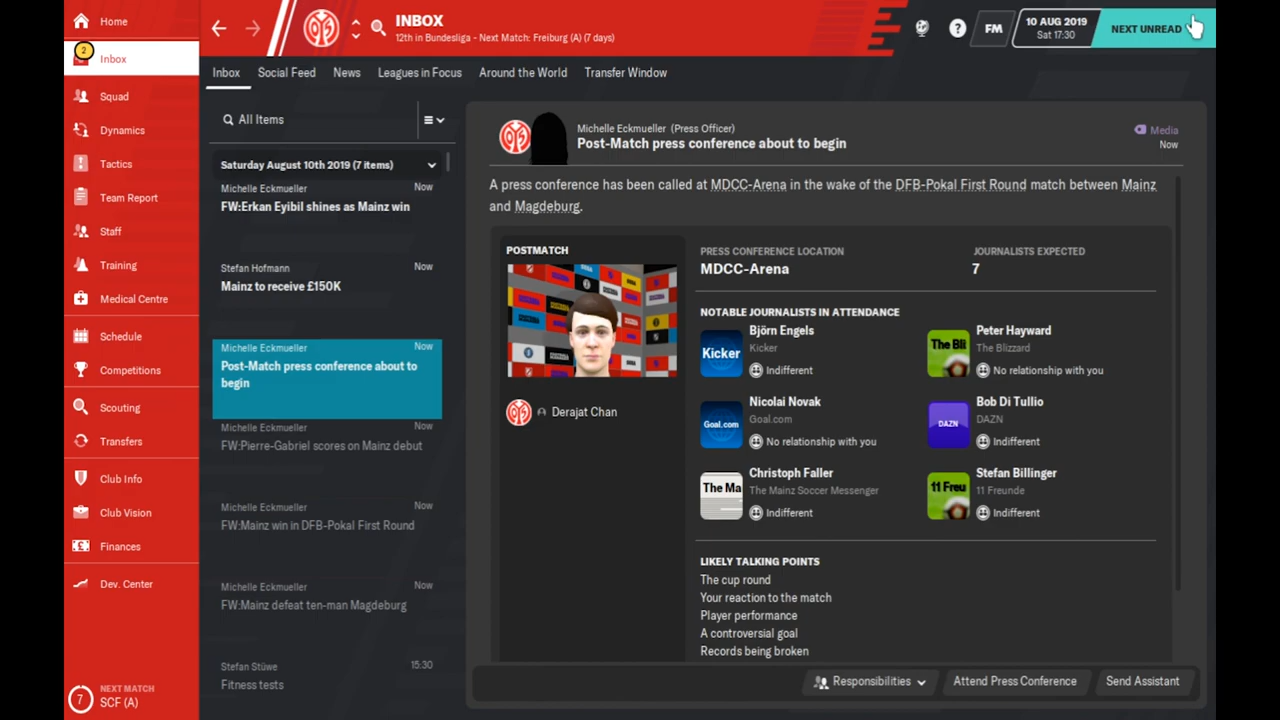 Home
2
Inbox
Squad
Dynamics
Tactics
Team Report
Staff
Training
Medical Centre
Schedule
Competitions
Scouting
Transfers
Club Info
Club Vision
Finances
Dev. Center
7
NEXT MATCH
SCF (A)
INBOX
12th in Bundesliga - Next Match: Freiburg (A) (7 days)
?
FM
10 AUG 2019
Sat 17:30
NEXT UNREAD
Inbox Social Feed News Leagues in Focus Around the World Transfer Window
All Items
Saturday August 10th 2019 (7 items)
Michelle Eckmueller Now
FW:Erkan Eyibil shines as Mainz win
Stefan Hofmann Now
Mainz to receive £150K
Michelle Eckmueller Now
Post-Match press conference about to
begin
Michelle Eckmueller Now
FW:Pierre-Gabriel scores on Mainz debut
Michelle Eckmueller Now
FW:Mainz win in DFB-Pokal First Round
Michelle Eckmueller Now
FW:Mainz defeat ten-man Magdeburg
Stefan Stüwe 15:30
Fitness tests
Michelle Eckmueller (Press Officer)
Post-Match press conference about to begin
Media
Now
A press conference has been called at MDCC-Arena in the wake of the DFB-Pokal First Round match between Mainz
and Magdeburg.
POSTMATCH
Derajat Chan
PRESS CONFERENCE LOCATION
MDCC-Arena
JOURNALISTS EXPECTED
7
NOTABLE JOURNALISTS IN ATTENDANCE
Kicker
Björn Engels
Kicker
Indifferent
The Bli
Peter Hayward
The Blizzard
No relationship with you
Goal.com
Nicolai Novak
Goal.com
No relationship with you
DAZN
Bob Di Tullio
DAZN
Indifferent
The Ma
Christoph Faller
The Mainz Soccer Messenger
Indifferent
11 Freu
Stefan Billinger
11 Freunde
Indifferent
LIKELY TALKING POINTS
The cup round
Your reaction to the match
Player performance
A controversial goal
Records being broken
Responsibilities
Attend Press Conference
Send Assistant